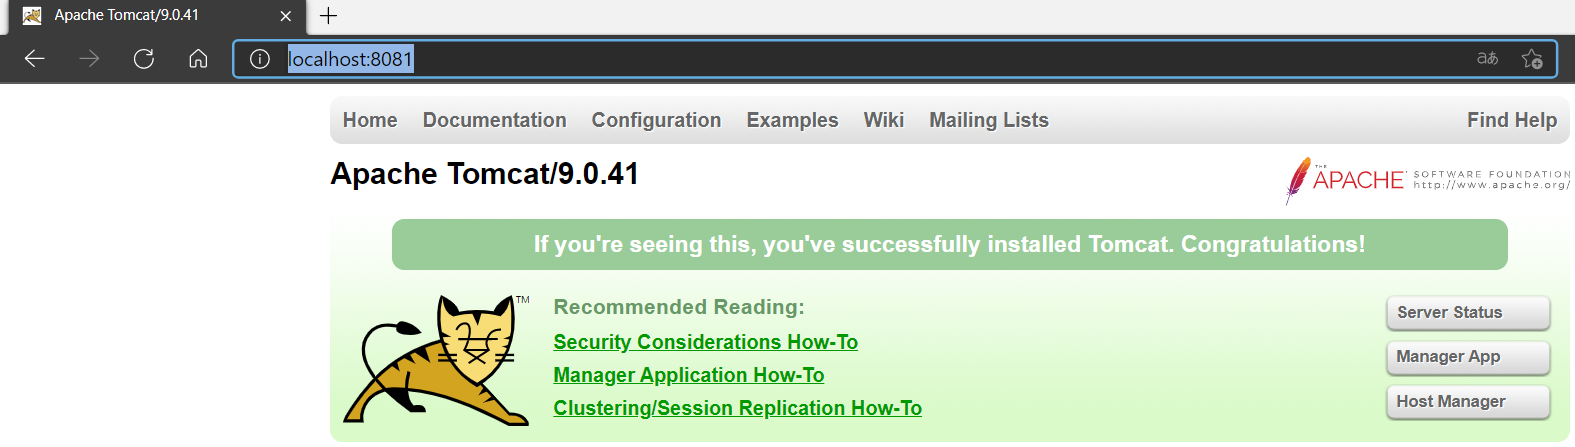 Apache Tomcat/9.0.41
localhost:8081
aあ
Home Documentation Configuration Examples Wiki Mailing Lists Find Help
Apache Tomcat/9.0.41
THE
APACHE
SOFTWARE FOUNDATION
http://www.apache.org/
If you're seeing this, you've successfully installed Tomcat. Congratulations!
TM
Recommended Reading:
Security Considerations How-To
Manager Application How-To
Clustering/Session Replication How-To
Server Status
Manager App
Host Manager